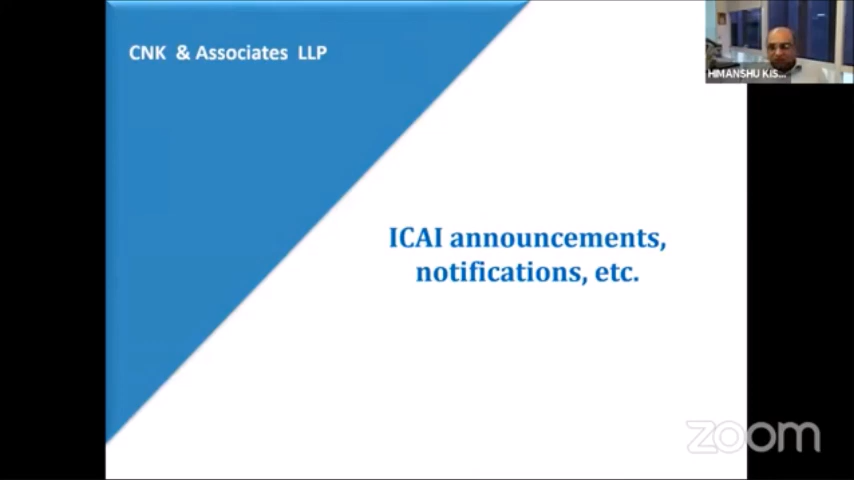 CNK & Associates LLP
HIMANSHU KIS...
ICAI announcements,
notifications, etc.
zoom